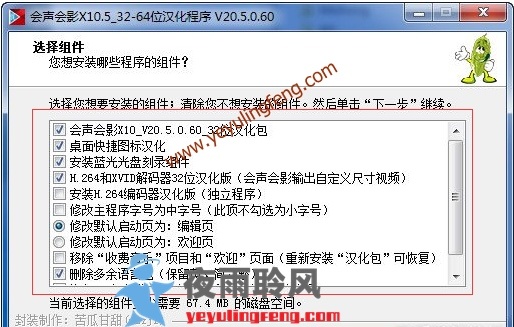 会声会影X10.5_32-64位汉化程序 V20.5.0.60
选择组件
您想安装哪些程序的组件？
选择您想要安装的组件；清除您不想安装的组件。然后单击“下一步”继续。
www.yeyulingfeng.com
会声会影X10_V20.5.0.60_32位汉化包
桌面快捷图标汉化
安装蓝光光盘刻录组件
H.264和XVID解码器32位汉化版（会声会影输出自定义尺寸视频）
安装H.264编码器汉化版（独立程序）
修改主程序字号为中字号（此项不勾选为小字号）
修改默认启动页为：编辑页
修改默认启动页为：欢迎页
移除“收费音乐”项目和“欢迎”页面（重新安装“汉化包”可恢复）
删除多余语言包（保留
夜雨聆风
yeyulingfeng.com
当前选择的组件 需要 67.4 MB 的磁盘空间。
封装制作：苦瓜甘甜